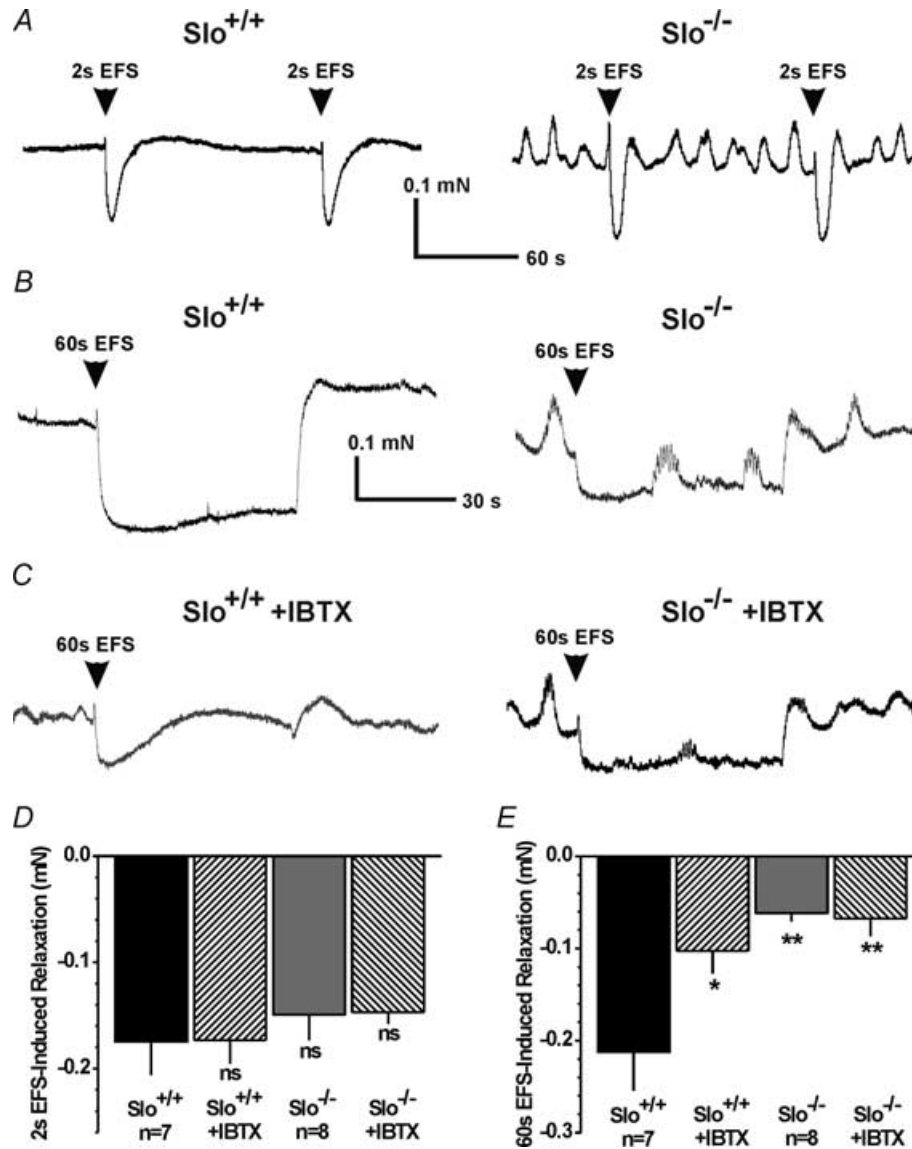 A
Slo+/+
Slo-/-
2s EFS
2s EFS
2s EFS
2s EFS
0.1 mN
60 s
B
Slo+/+
Slo-/-
60s EFS
60s EFS
0.1 mN
30 s
C
Slo+/+ +IBTX
Slo-/- +IBTX
60s EFS
60s EFS
D
2s EFS-Induced Relaxation (mN)
0.0
-0.1
-0.2
ns
ns
ns
Slo+/+
n=7
Slo+/+
+IBTX
Slo-/-
n=8
Slo-/-
+IBTX
E
60s EFS-Induced Relaxation (mN)
0.0
-0.1
-0.2
-0.3
*
**
**
Slo+/+
n=7
Slo+/+
+IBTX
Slo-/-
n=8
Slo-/-
+IBTX